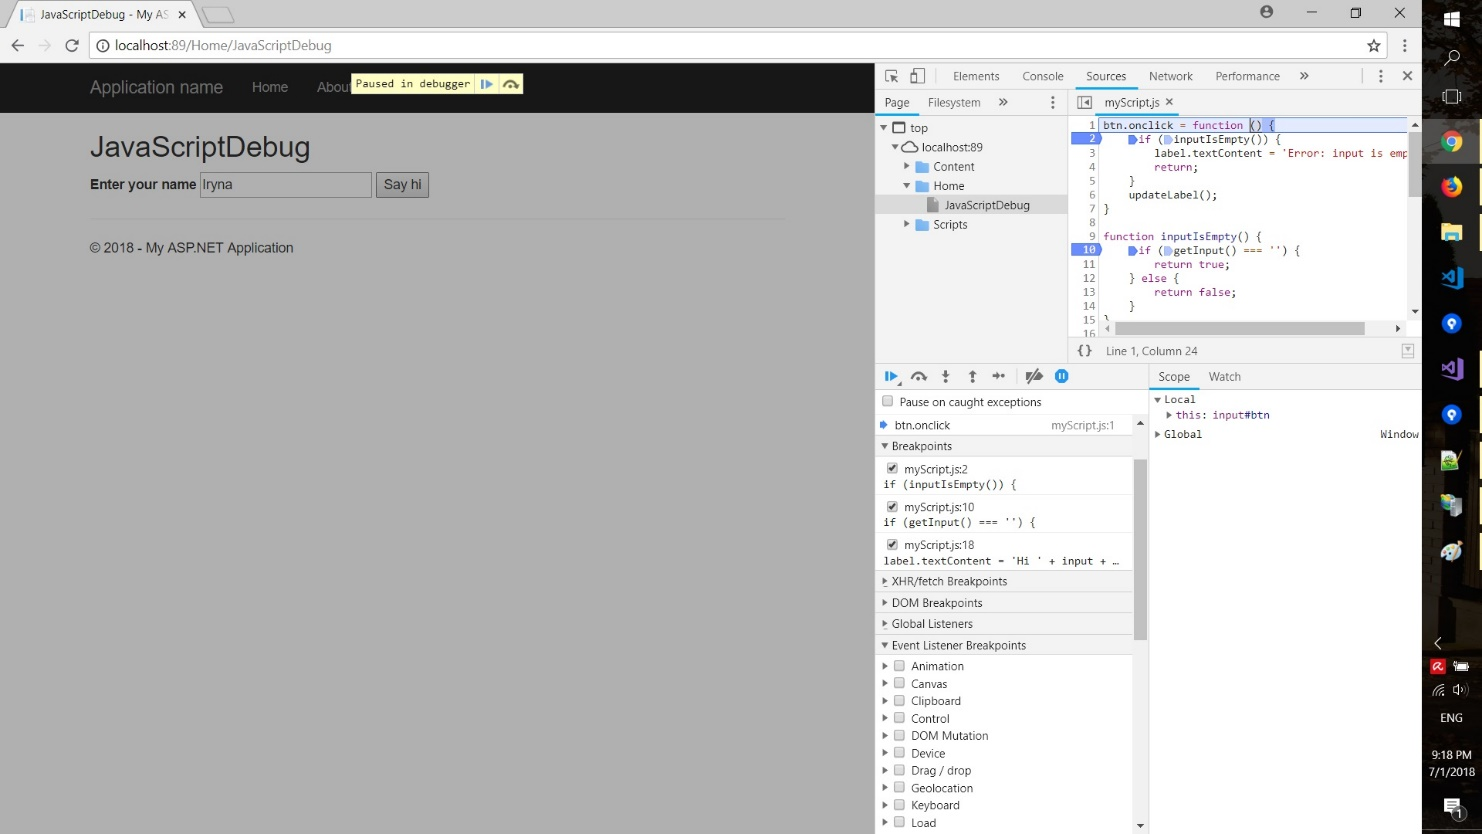 JavaScriptDebug - My AS
localhost:89/Home/JavaScriptDebug
Application name Home About
Paused in debugger
JavaScriptDebug
Enter your name Iryna Say hi
© 2018 - My ASP.NET Application
Elements Console Sources Network Performance »
Page Filesystem »
top
localhost:89
Content
Home
JavaScriptDebug
Scripts
myScript.js
1 btn.onclick = function () {
2 if (inputIsEmpty()) {
3 label.textContent = 'Error: input is emp
4 return;
5 }
6 updateLabel();
7 }
8
9 function inputIsEmpty() {
10 if (getInput() === '') {
11 return true;
12 } else {
13 return false;
14 }
15 }
16
{} Line 1, Column 24
Pause on caught exceptions
btn.onclick myScript.js:1
Breakpoints
myScript.js:2
if (inputIsEmpty()) {
myScript.js:10
if (getInput() === '') {
myScript.js:18
label.textContent = 'Hi ' + input + …
XHR/fetch Breakpoints
DOM Breakpoints
Global Listeners
Event Listener Breakpoints
Animation
Canvas
Clipboard
Control
DOM Mutation
Device
Drag / drop
Geolocation
Keyboard
Load
Scope Watch
Local
this: input#btn
Global Window
ENG
9:18 PM
7/1/2018
1